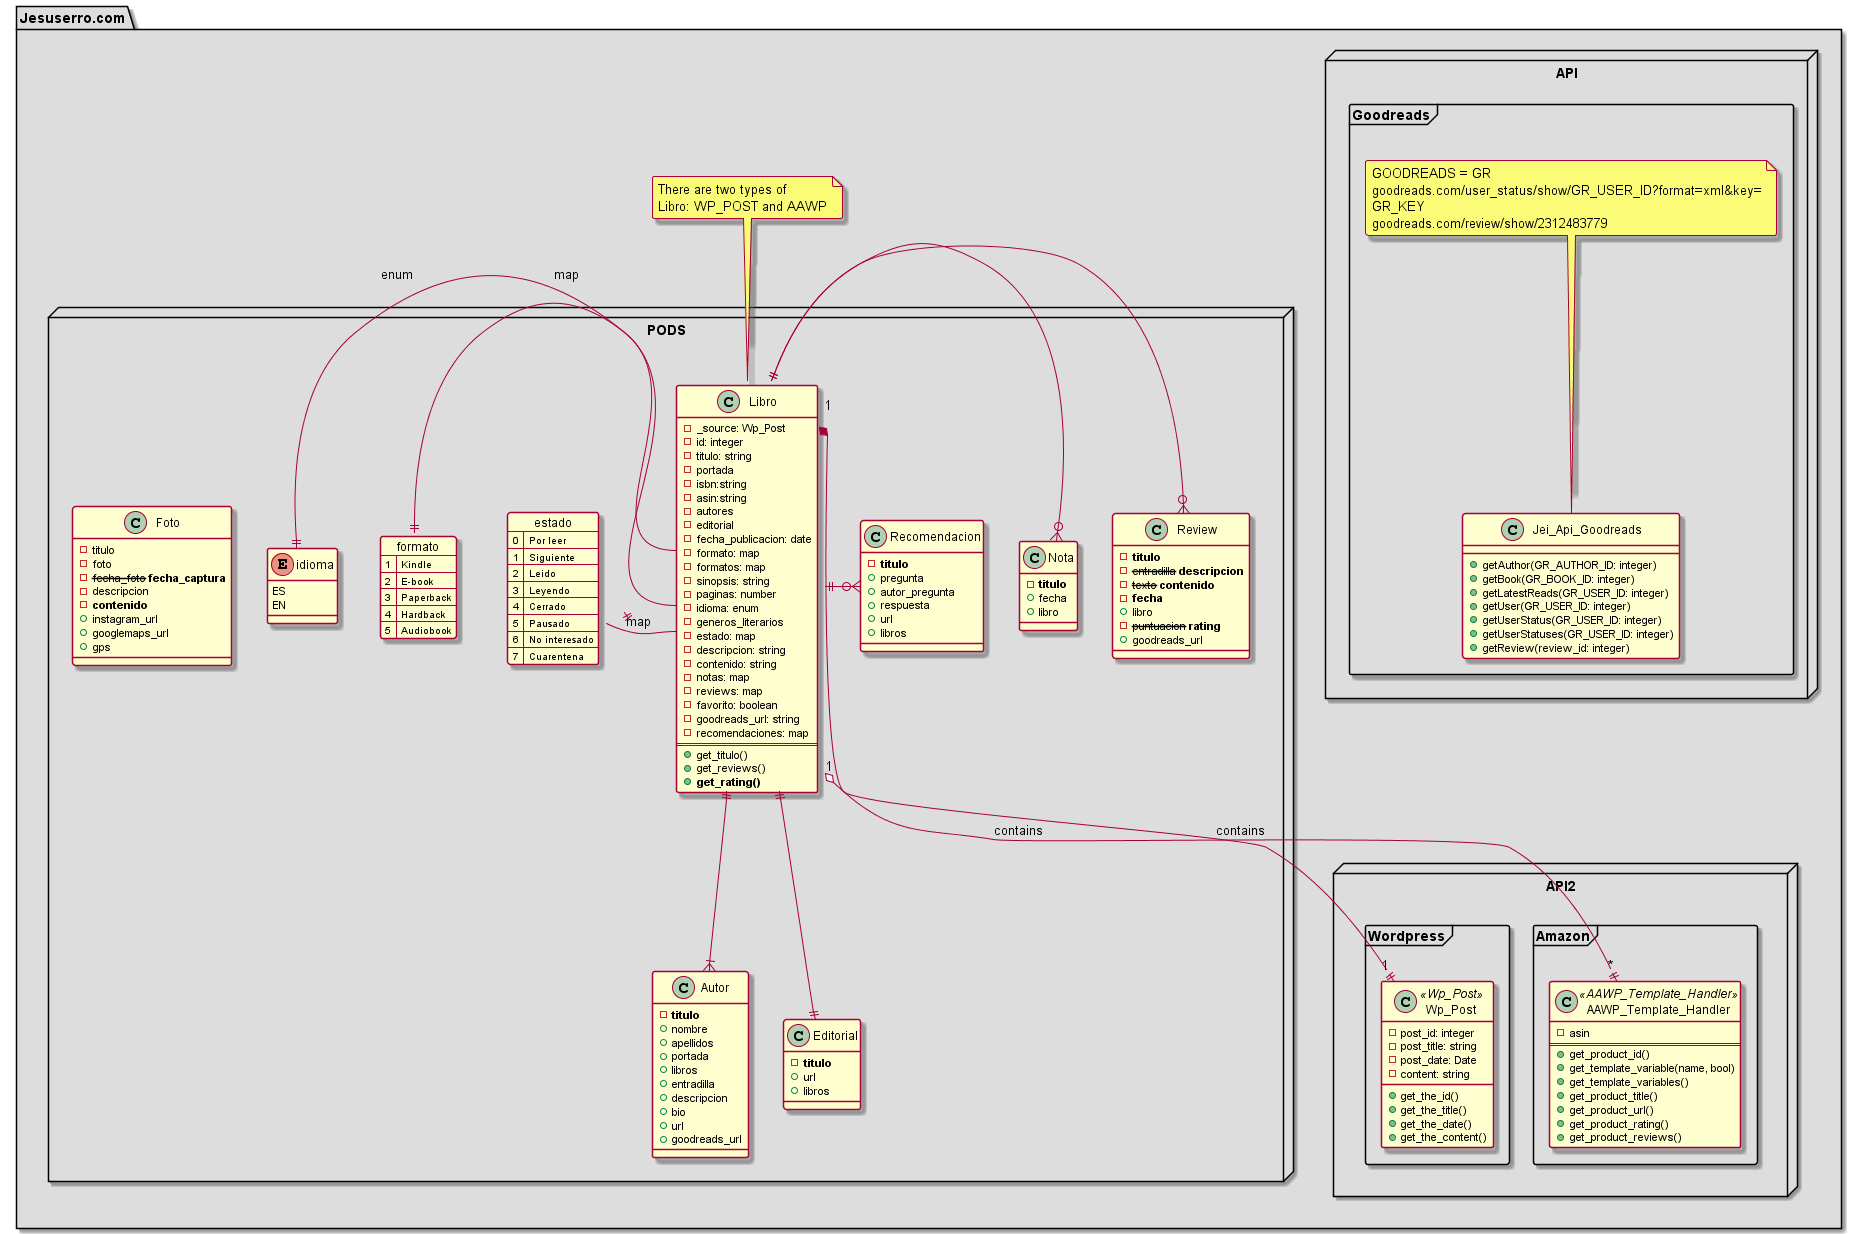 Jesuserro.com
API
Goodreads
GOODREADS = GR
goodreads.com/user_status/show/GR_USER_ID?format=xml&key=
GR_KEY
goodreads.com/review/show/2312483779
There are two types of
Libro: WP_POST and AAWP
enum
map
PODS
Libro
_source: Wp_Post
id: integer
titulo: string
portada
isbn:string
asin:string
autores
editorial
fecha_publicacion: date
formato: map
formatos: map
sinopsis: string
paginas: number
idioma: enum
generos_literarios
estado: map
descripcion: string
contenido: string
notas: map
reviews: map
favorito: boolean
goodreads_url: string
recomendaciones: map
get_titulo()
get_reviews()
get_rating()
1
1
Foto
titulo
foto
fecha_foto fecha_captura
descripcion
contenido
instagram_url
googlemaps_url
gps
idioma
ES
EN
formato
1 Kindle
2 E-book
3 Paperback
4 Hardback
5 Audiobook
estado
0 Por leer
1 Siguiente
2 Leido
3 Leyendo
4 Cerrado
5 Pausado
6 No interesado
7 Cuarentena
map
Recomendacion
titulo
pregunta
autor_pregunta
respuesta
url
libros
Nota
titulo
fecha
libro
Review
titulo
entradilla descripcion
texto contenido
fecha
libro
puntuacion rating
goodreads_url
Jei_Api_Goodreads
getAuthor(GR_AUTHOR_ID: integer)
getBook(GR_BOOK_ID: integer)
getLatestReads(GR_USER_ID: integer)
getUser(GR_USER_ID: integer)
getUserStatus(GR_USER_ID: integer)
getUserStatuses(GR_USER_ID: integer)
getReview(review_id: integer)
contains
contains
API2
Wordpress
1
«Wp_Post»
Wp_Post
post_id: integer
post_title: string
post_date: Date
content: string
get_the_id()
get_the_title()
get_the_date()
get_the_content()
Amazon
*
«AAWP_Template_Handler»
AAWP_Template_Handler
asin
get_product_id()
get_template_variable(name, bool)
get_template_variables()
get_product_title()
get_product_url()
get_product_rating()
get_product_reviews()
Autor
titulo
nombre
apellidos
portada
libros
entradilla
descripcion
bio
url
goodreads_url
Editorial
titulo
url
libros